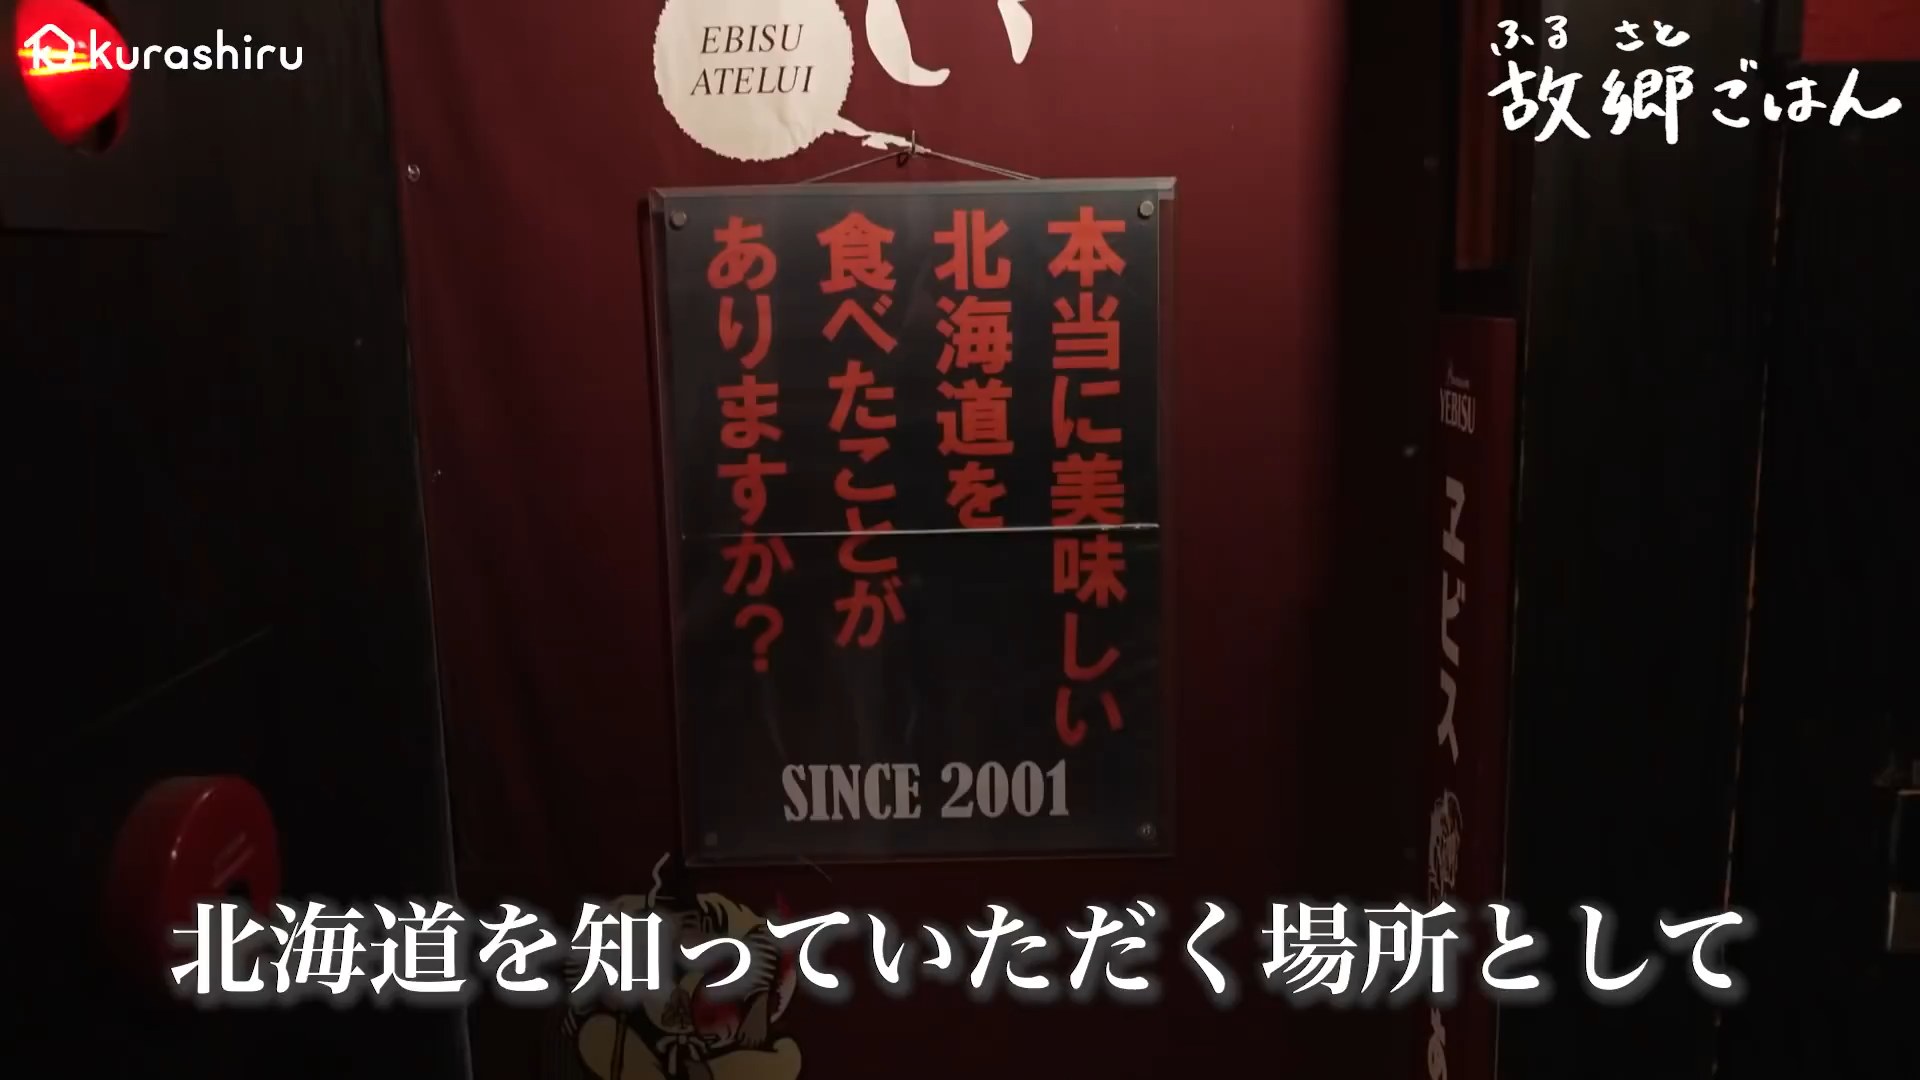 kurashiru
ふるさと
故郷ごはん
EBISU
ATELUI
本当に美味しい
北海道を
食べたことが
ありますか?
SINCE 2001
YEBISU
ヱビス
北海道を知っていただく場所として